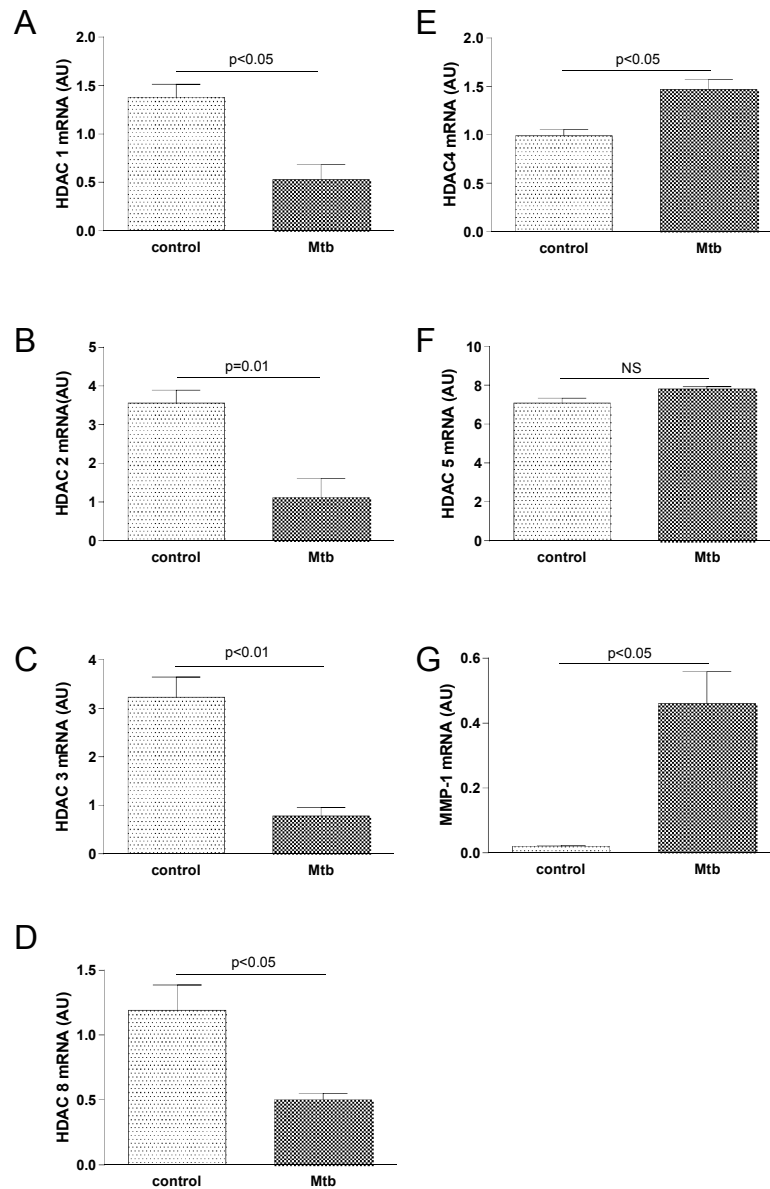 A
HDAC 1 mRNA (AU)
2.0
1.5
1.0
0.5
0.0
p<0.05
control Mtb
B
HDAC 2 mRNA(AU)
5
4
3
2
1
0
p=0.01
control Mtb
C
HDAC 3 mRNA (AU)
4
3
2
1
0
p<0.01
control Mtb
D
HDAC 8 mRNA (AU)
1.5
1.0
0.5
0.0
p<0.05
control Mtb
E
HDAC4 mRNA (AU)
2.0
1.5
1.0
0.5
0.0
p<0.05
control Mtb
F
HDAC 5 mRNA (AU)
10
8
6
4
2
0
NS
control Mtb
G
MMP-1 mRNA (AU)
0.6
0.4
0.2
0.0
p<0.05
control Mtb